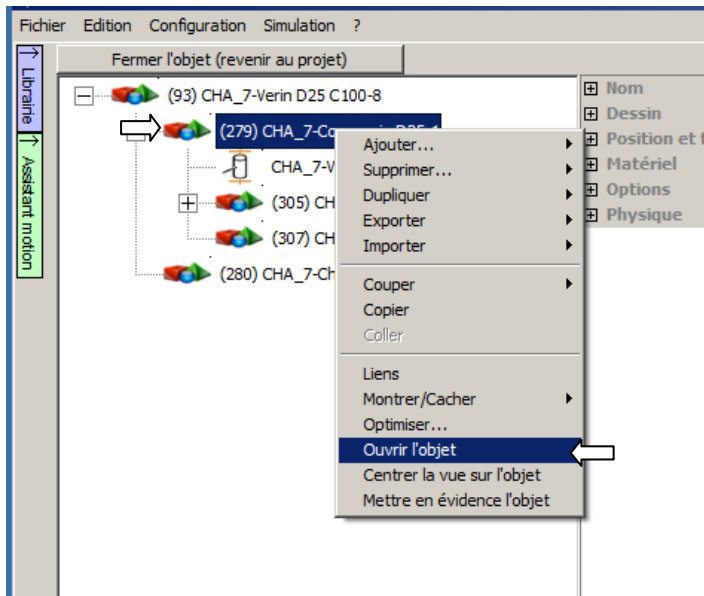 Fichier Edition Configuration Simulation ?
Fermer l'objet (revenir au projet)
Librairie
Assistant motion
(93) CHA_7-Verin D25 C100-8
(279) CHA_7-Co
CHA_7-V
(305) CH
(307) CH
(280) CHA_7-Ch
Ajouter...
Supprimer...
Dupliquer
Exporter
Importer
Couper
Copier
Coller
Liens
Montrer/Cacher
Optimiser...
Ouvrir l'objet
Centrer la vue sur l'objet
Mettre en évidence l'objet
Nom
Dessin
Position et t
Matériel
Options
Physique